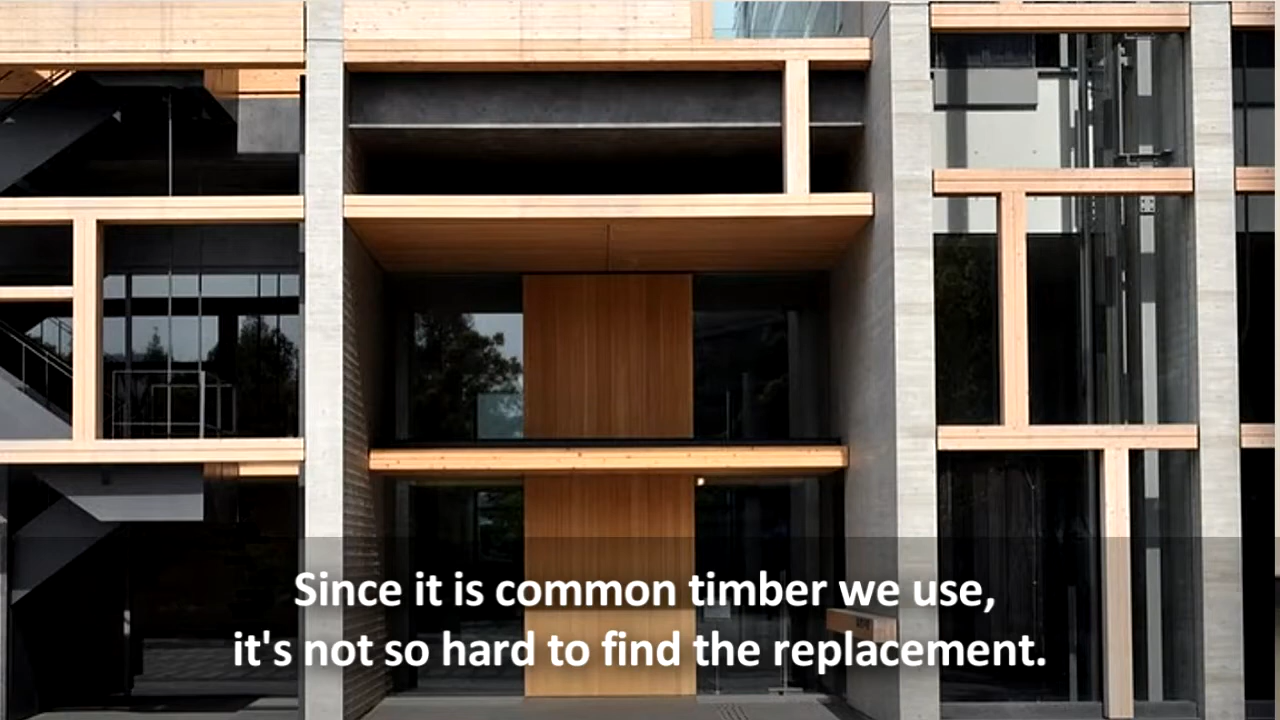 Since it is common timber we use,
it's not so hard to find the replacement.